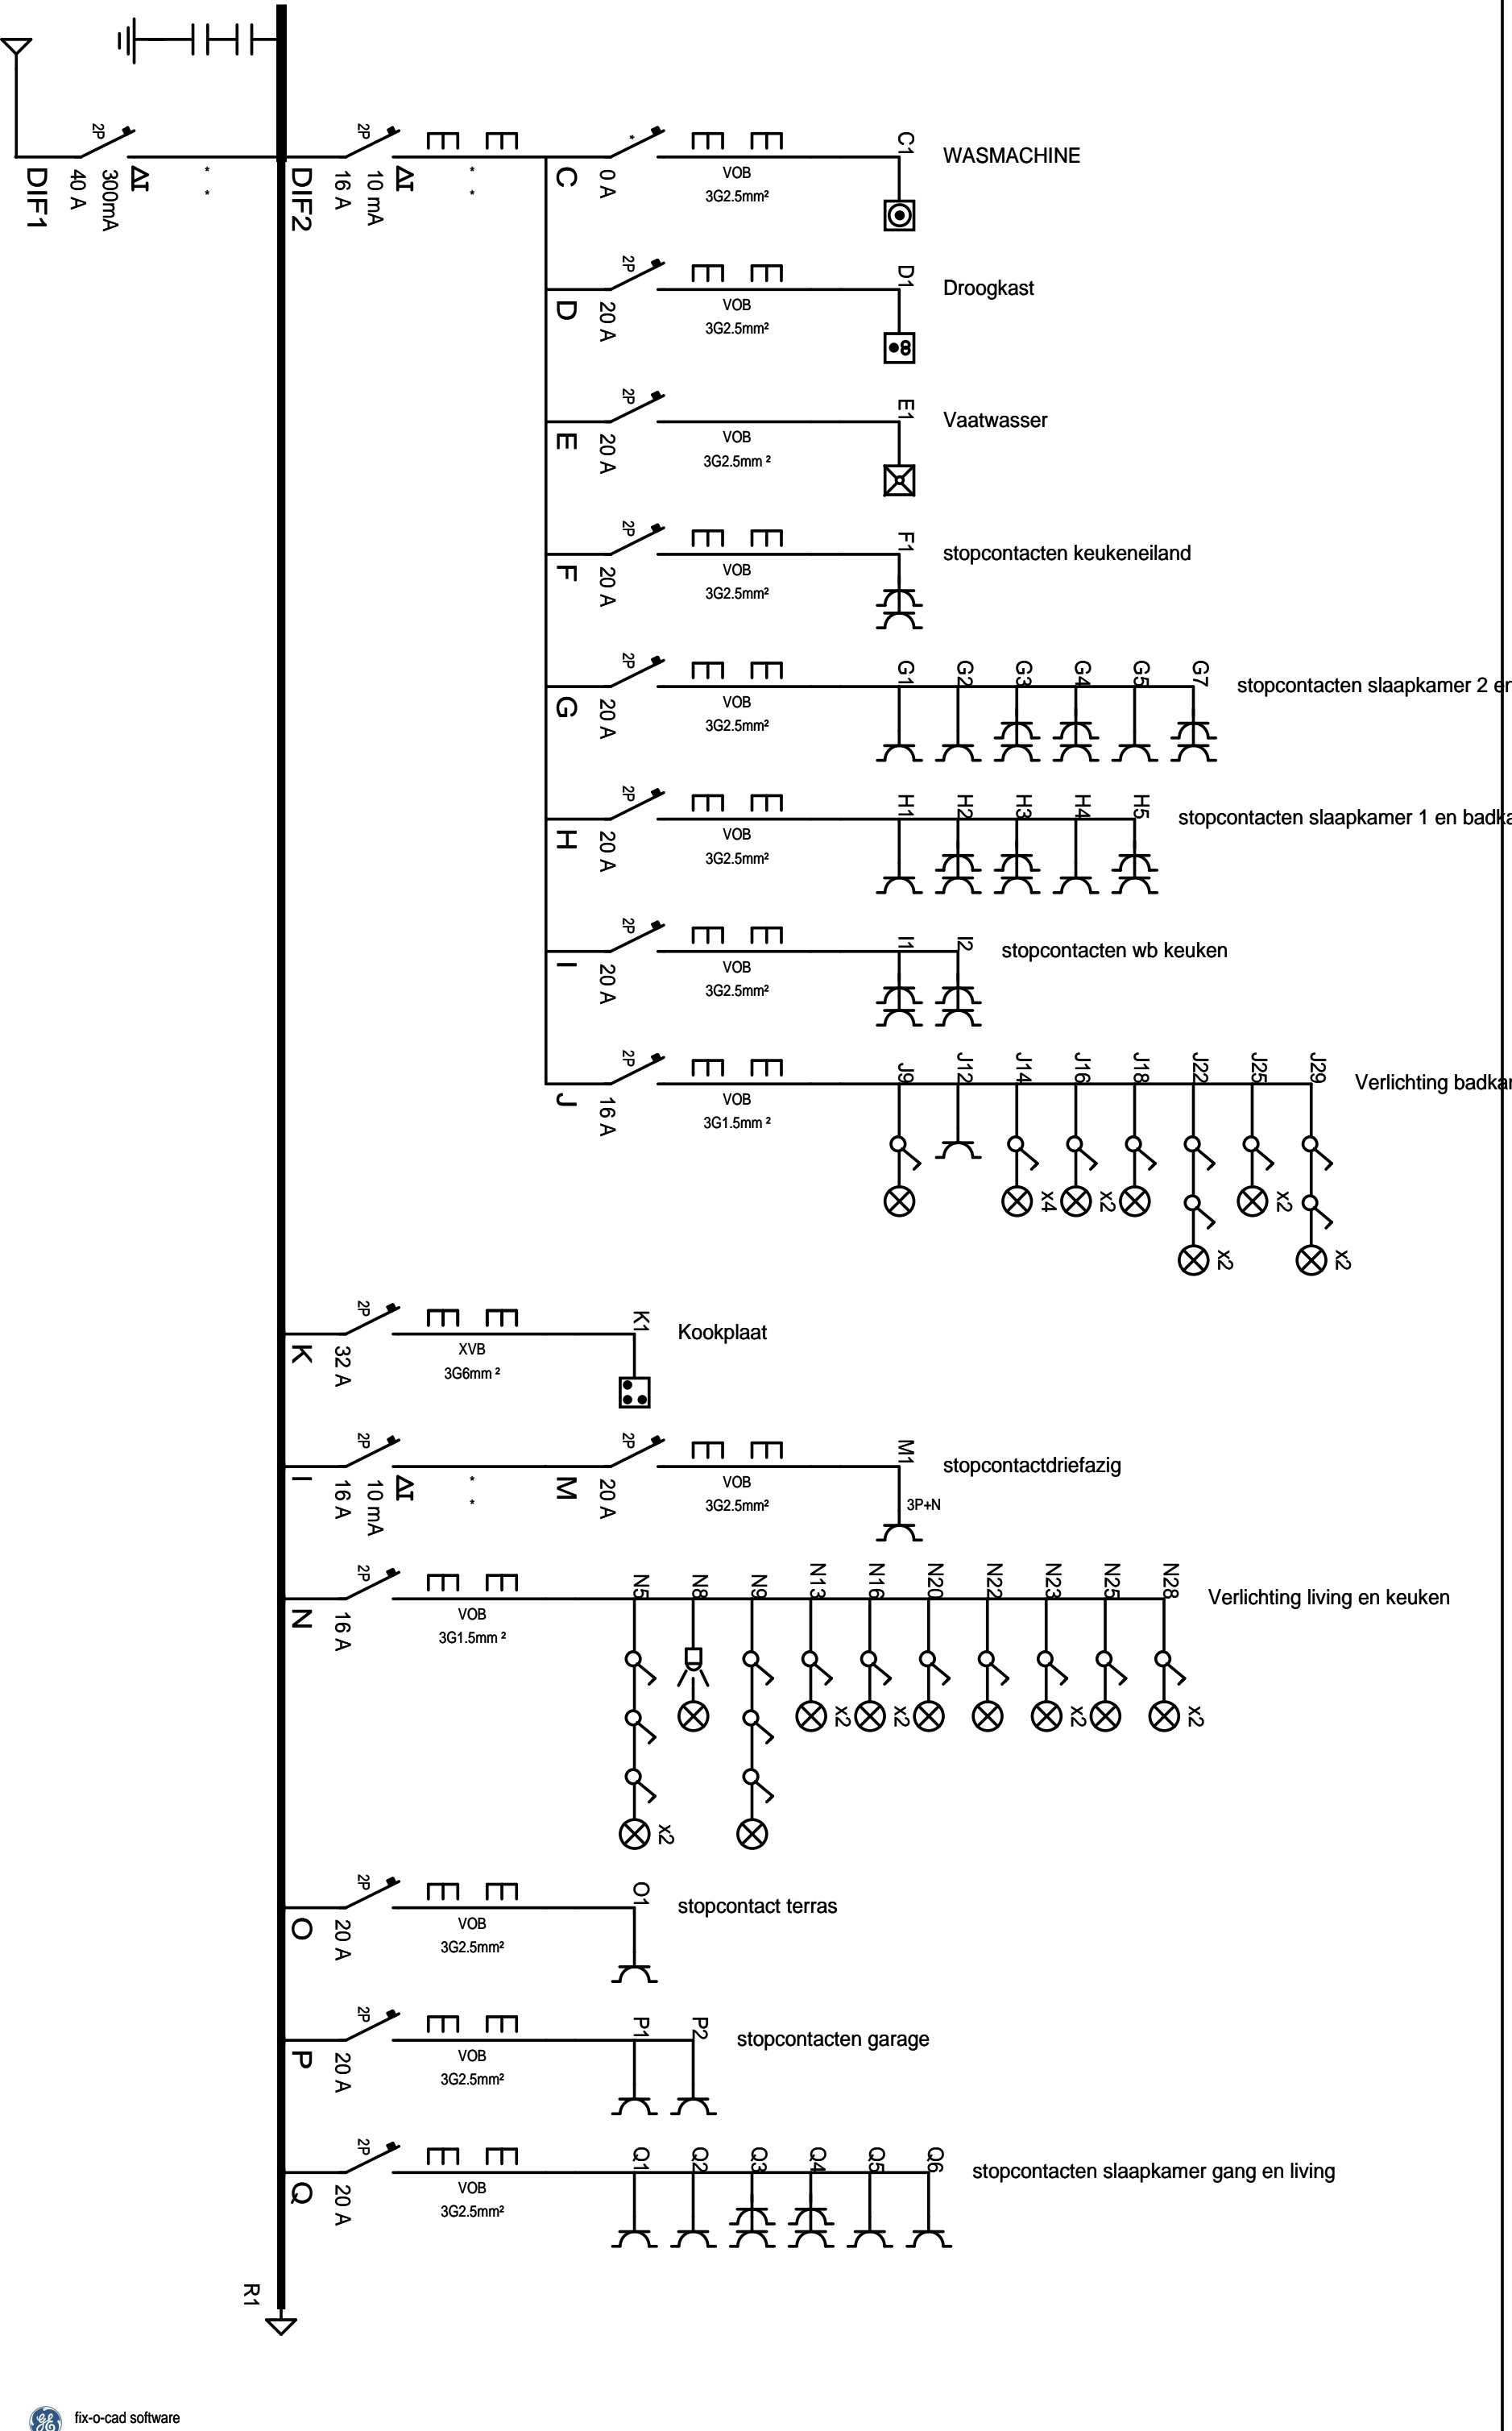 DIF1
40 A
300mA
ΔI
2P
*
*
DIF2
16 A
10 mA
ΔI
2P
*
*
C
0 A
*
VOB
3G2.5mm²
C1
WASMACHINE
D
20 A
2P
VOB
3G2.5mm²
D1
Droogkast
E
20 A
2P
VOB
3G2.5mm ²
E1
Vaatwasser
F
20 A
2P
VOB
3G2.5mm²
F1
stopcontacten keukeneiland
G
20 A
2P
VOB
3G2.5mm²
G1
G2
G3
G4
G5
G7
stopcontacten slaapkamer 2 en
H
20 A
2P
VOB
3G2.5mm²
H1
H2
H3
H4
H5
stopcontacten slaapkamer 1 en badka
I
20 A
2P
VOB
3G2.5mm²
I1
I2
stopcontacten wb keuken
J
16 A
2P
VOB
3G1.5mm ²
J9
J12
J14
J16
J18
J22
J25
J29
x4
x2
x2
x2
x2
Verlichting badkam
K
32 A
2P
XVB
3G6mm ²
K1
Kookplaat
I
16 A
10 mA
ΔI
2P
*
*
M
20 A
2P
VOB
3G2.5mm²
M1
3P+N
stopcontactdriefazig
N
16 A
2P
VOB
3G1.5mm ²
N5
N8
N9
N13
N16
N20
N22
N23
N25
N28
x2
x2
x2
x2
x2
Verlichting living en keuken
O
20 A
2P
VOB
3G2.5mm²
O1
stopcontact terras
P
20 A
2P
VOB
3G2.5mm²
P1
P2
stopcontacten garage
Q
20 A
2P
VOB
3G2.5mm²
Q1
Q2
Q3
Q4
Q5
Q6
stopcontacten slaapkamer gang en living
R1
fix-o-cad software